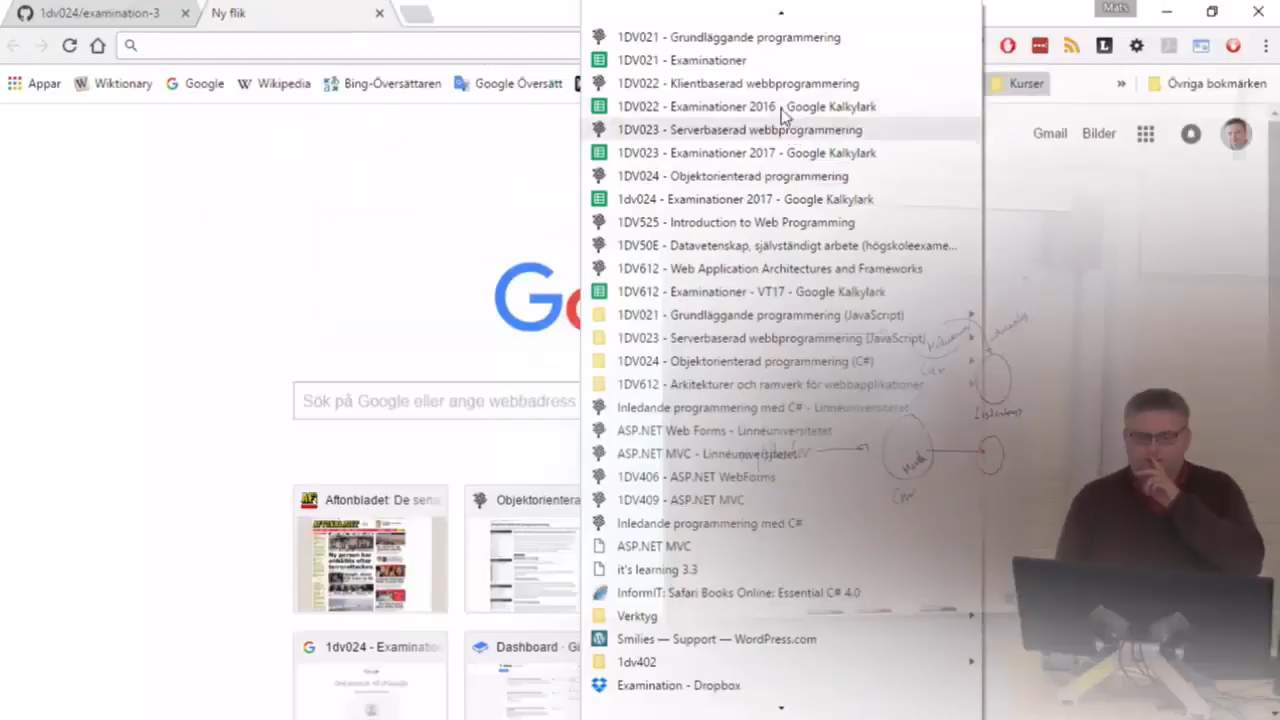 1dv024/examination-3
Ny flik
Mats
Appar
Wiktionary
Google
Wikipedia
Bing-Översättaren
Google Översätt
Kurser
»
Övriga bokmärken
Gmail
Bilder
1DV021 - Grundläggande programmering
1DV021 - Examinationer
1DV022 - Klientbaserad webbprogrammering
1DV022 - Examinationer 2016 - Google Kalkylark
1DV023 - Serverbaserad webbprogrammering
1DV023 - Examinationer 2017 - Google Kalkylark
1DV024 - Objektorienterad programmering
1dv024 - Examinationer 2017 - Google Kalkylark
1DV525 - Introduction to Web Programming
1DV50E - Datavetenskap, självständigt arbete (högskoleexame...
1DV612 - Web Application Architectures and Frameworks
1DV612 - Examinationer - VT17 - Google Kalkylark
1DV021 - Grundläggande programmering (JavaScript)
1DV023 - Serverbaserad webbprogrammering (JavaScript)
1DV024 - Objektorienterad programmering (C#)
1DV612 - Arkitekturer och ramverk för webbapplikationer
Inledande programmering med C# - Linnéuniversitetet
ASP.NET Web Forms - Linnéuniversitetet
ASP.NET MVC - Linnéuniversitetet
1DV406 - ASP.NET WebForms
1DV409 - ASP.NET MVC
Inledande programmering med C#
ASP.NET MVC
it's learning 3.3
InformIT: Safari Books Online: Essential C# 4.0
Verktyg
Smilies — Support — WordPress.com
1dv402
Examination - Dropbox
Go
Sök på Google eller ange webbadress
Aftonbladet: De sena
Objektorientera
AFTONBLADET
1dv024 - Examinatio
Dashboard · Gi